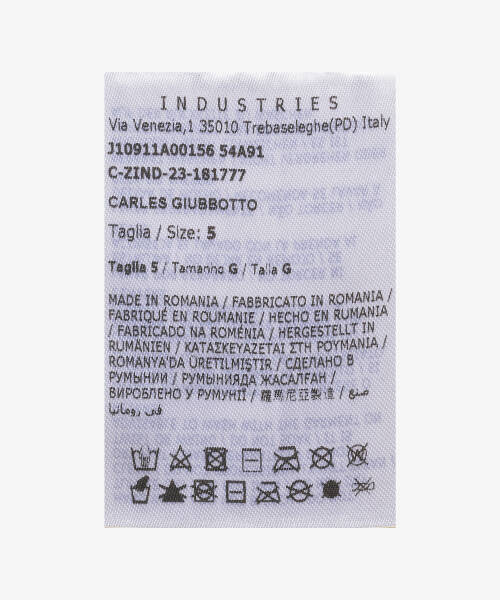 INDUSTRIES
Via Venezia,1 35010 Trebaseleghe(PD) Italy
J10911A00156 54A91
C-ZIND-23-181777
CARLES GIUBBOTTO
Taglia / Size: 5
Taglia 5 / Tamanho G / Talla G
MADE IN ROMANIA / FABBRICATO IN ROMANIA /
FABRIQUÉ EN ROUMANIE / HECHO EN RUMANIA
/ FABRICADO NA ROMÉNIA / HERGESTELLT IN
RUMÄNIEN / ΚΑΤΑΣΚΕΥΑΖΕΤΑΙ ΣΤΗ ΡΟΥΜΑΝΙΑ /
ROMANYA'DA ÜRETILMIŞTIR / СДЕЛАНО В
РУМЫНИИ / РУМЫНИЯДА ЖАСАЛҒАН /
ВИРОБЛЕНО У РУМУНІЇ / 羅馬尼亞製造 / صنع
في رومانيا